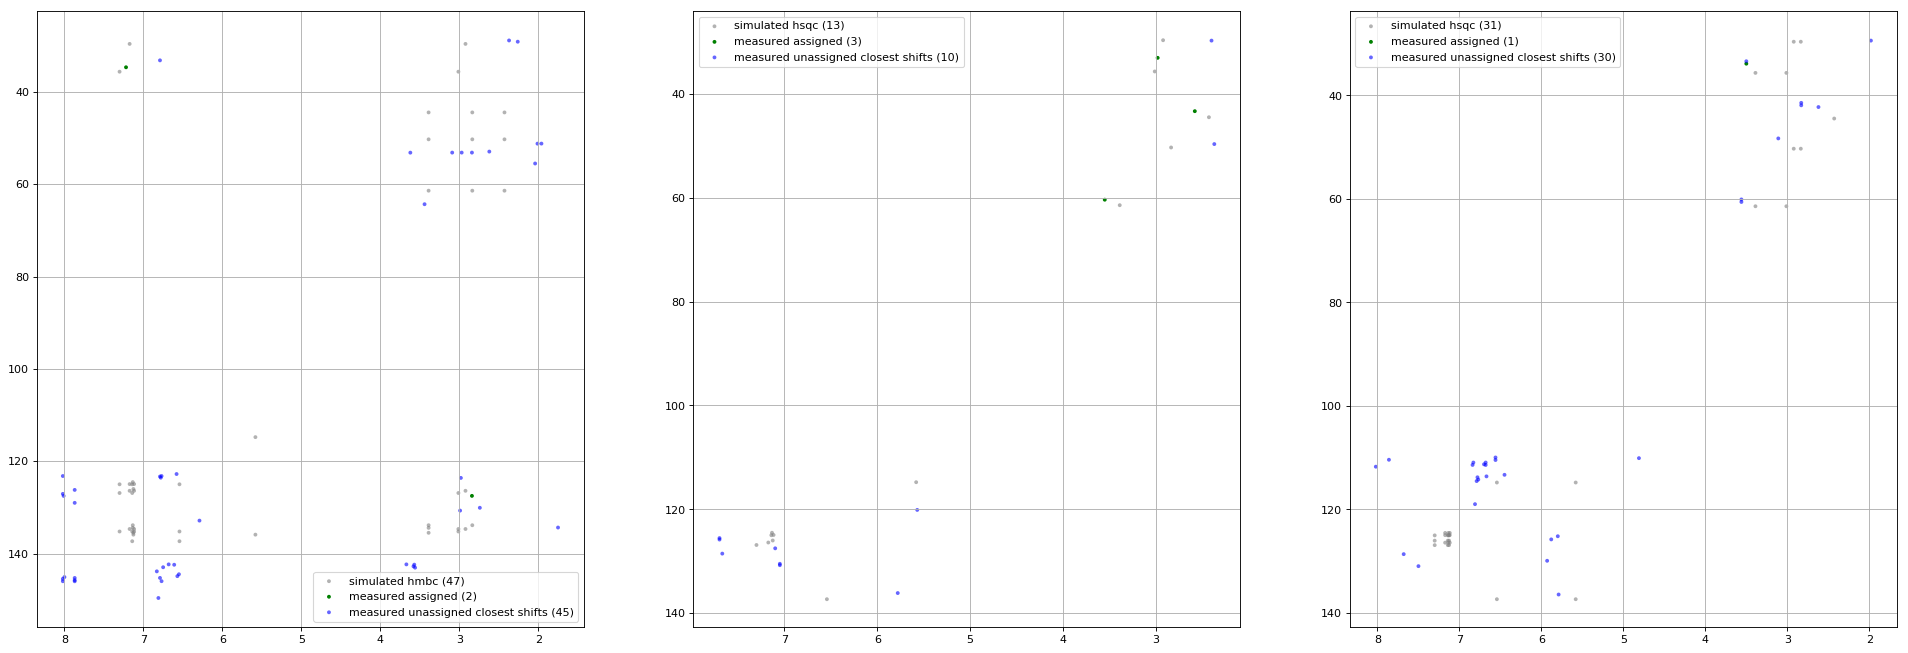 simulated hsqc (13)
measured assigned (3)
measured unassigned closest shifts (10)
simulated hsqc (31)
measured assigned (1)
measured unassigned closest shifts (30)
40
60
80
100
120
140
8 7 6 5 4 3 2
simulated hmbc (47)
measured assigned (2)
measured unassigned closest shifts (45)
40
60
80
100
120
140
7 6 5 4 3
40
60
80
100
120
140
8 7 6 5 4 3 2